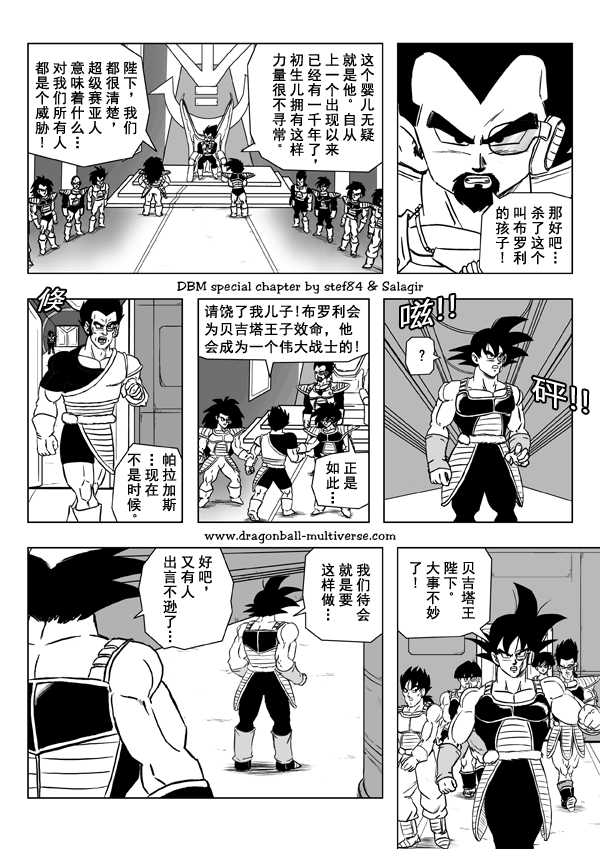 陛下，我们
都很清楚，
超级赛亚人
意味着什么…
对我们所有人
都是个威胁！
这个婴儿无疑
就是他。自从
上一个出现以来
已经有一千年了，
初生儿拥有这样
力量很不寻常。
那好吧…
杀了这个
叫布罗利
的孩子！
DBM special chapter by stef84 & Salagir
倏
帕拉加斯
…现在
不是时候。
请饶了我儿子！布罗利会
为贝吉塔王子效命，他
会成为一个伟大战士的！
正是
如此…
嗞!!
？
砰!!
www.dragonball-multiverse.com
好吧，
又有人
出言不逊了…
我们待会
就是要
这样做…
贝吉塔王
陛下。
大事不妙
了！